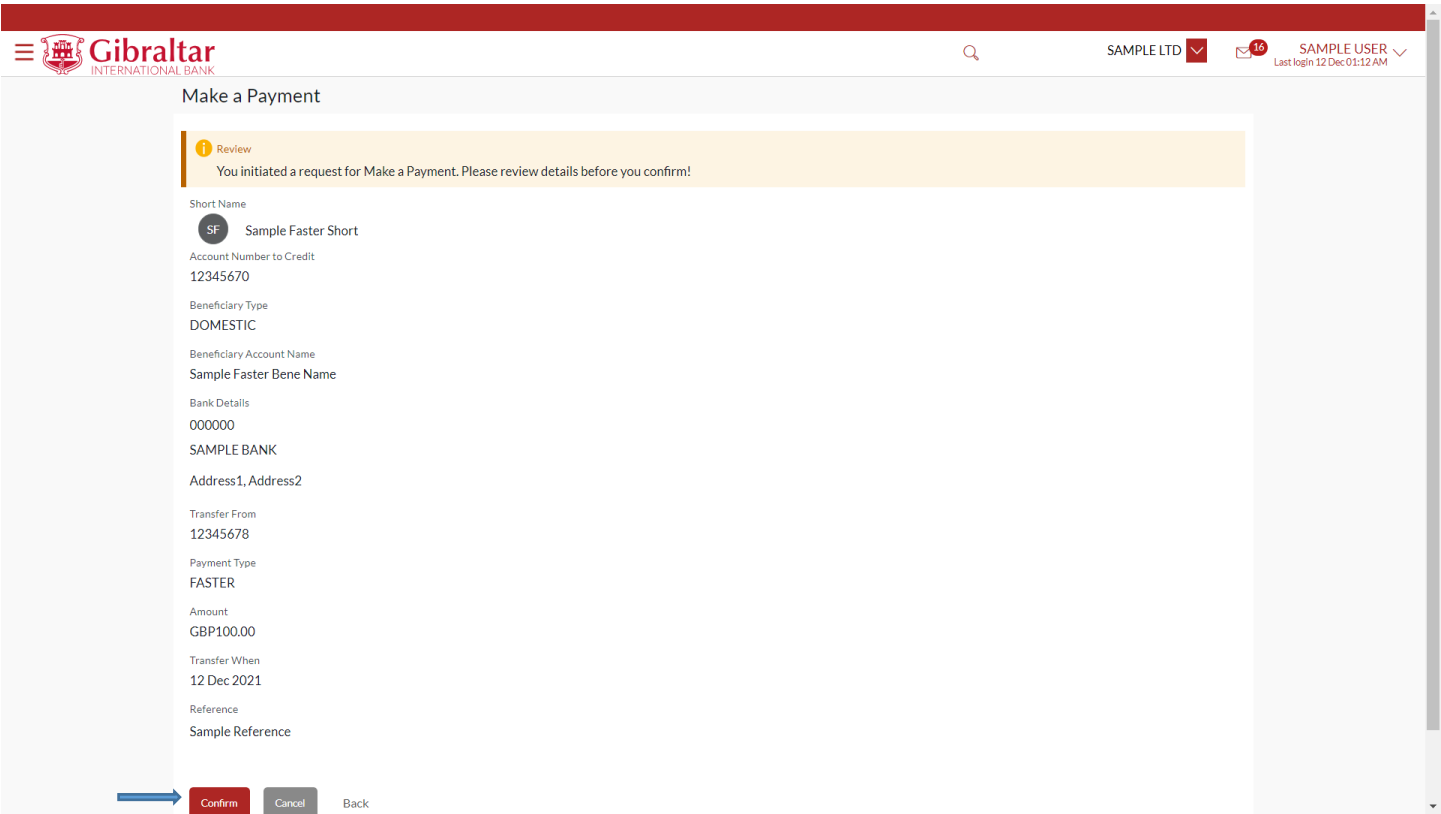 Gibraltar
INTERNATIONAL BANK
SAMPLE LTD
16
SAMPLE USER
Last login 12 Dec 01:12 AM
Make a Payment
Review
You initiated a request for Make a Payment. Please review details before you confirm!
Short Name
SF Sample Faster Short
Account Number to Credit
12345670
Beneficiary Type
DOMESTIC
Beneficiary Account Name
Sample Faster Bene Name
Bank Details
000000
SAMPLE BANK
Address1, Address2
Transfer From
12345678
Payment Type
FASTER
Amount
GBP100.00
Transfer When
12 Dec 2021
Reference
Sample Reference
Confirm Cancel Back